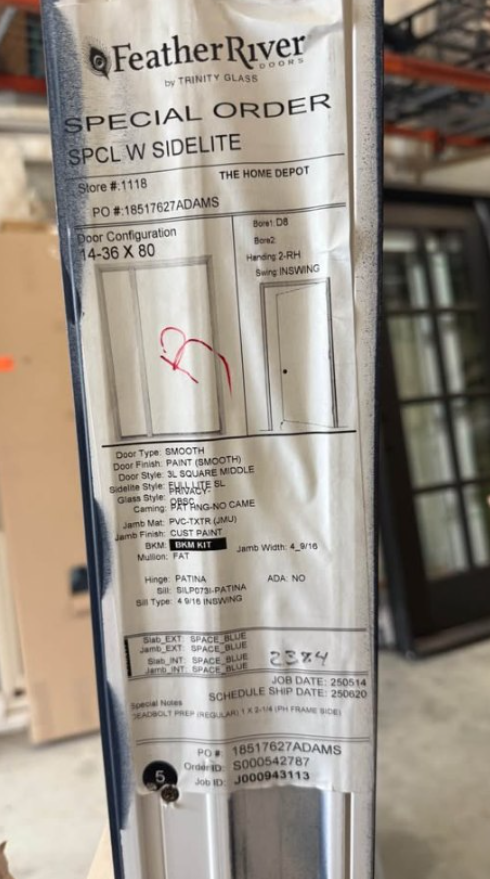 FeatherRiver
DOORS
by TRINITY GLASS
SPECIAL ORDER
SPCL W SIDELITE
Store #:1118 THE HOME DEPOT
PO #:18517627ADAMS
Door Configuration
14-36 X 80
Bore1: D8
Bore2:
Handing: 2-RH
Swing: INSWING
Door Type: SMOOTH
Door Finish: PAINT (SMOOTH)
Door Style: 3L SQUARE MIDDLE
Sidelite Style: FULL LITE SL
Glass Style: PRIVACY-
OBSC
Caming: PAT RNG-NO CAME
Jamb Mat: PVC-TXTR (JMU)
Jamb Finish: CUST PAINT
BKM: BKM KIT Jamb Width: 4_9/16
Mullion: FAT
Hinge: PATINA ADA: NO
Sill: SILP073I-PATINA
Sill Type: 4 9/16 INSWING
Slab_EXT: SPACE_BLUE
Jamb_EXT: SPACE_BLUE
Slab_INT: SPACE_BLUE
Jamb_INT: SPACE_BLUE
2384
JOB DATE: 250514
SCHEDULE SHIP DATE: 250620
Special Notes
DEADBOLT PREP (REGULAR) 1 X 2-1/4 (PH FRAME SIDE)
PO #: 18517627ADAMS
OrderID: S000542787
Job ID: J000943113
5